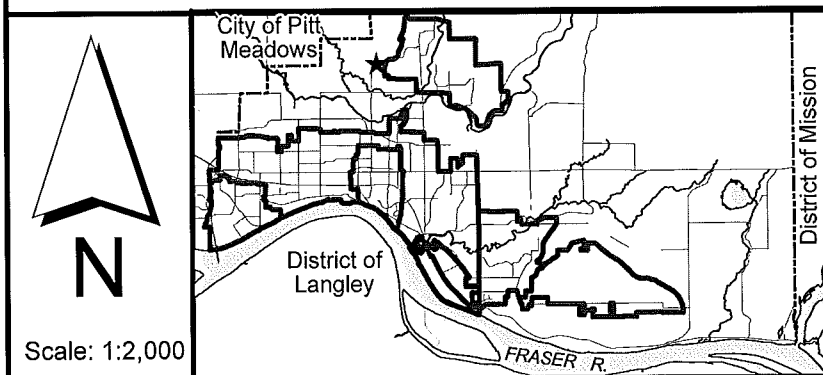 City of Pitt
Meadows
District of Mission
District of
Langley
N
Scale: 1:2,000
FRASER R.